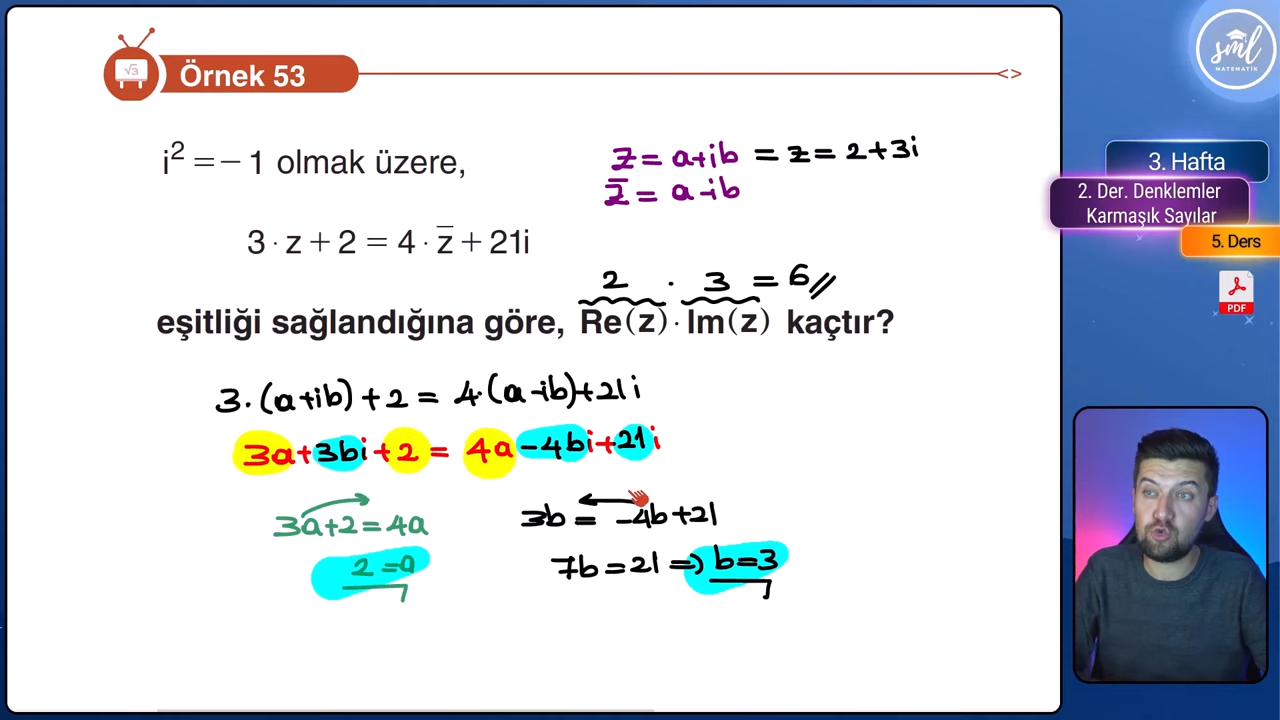 √3
Örnek 53
< >
sml
MATEMATİK
i² = – 1 olmak üzere,
z = a+ib = z = 2+3i
z̅ = a-ib
3 · z + 2 = 4 · z̅ + 21i
2 · 3 = 6
eşitliği sağlandığına göre, Re(z) · Im(z) kaçtır?
3.(a+ib)+2 = 4.(a-ib)+21i
3a+3bi+2 = 4a-4bi+21i
3a+2=4a
3b = -4b+21
2=a
7b=21 => b=3
3. Hafta
2. Der. Denklemler
Karmaşık Sayılar
5. Ders
PDF